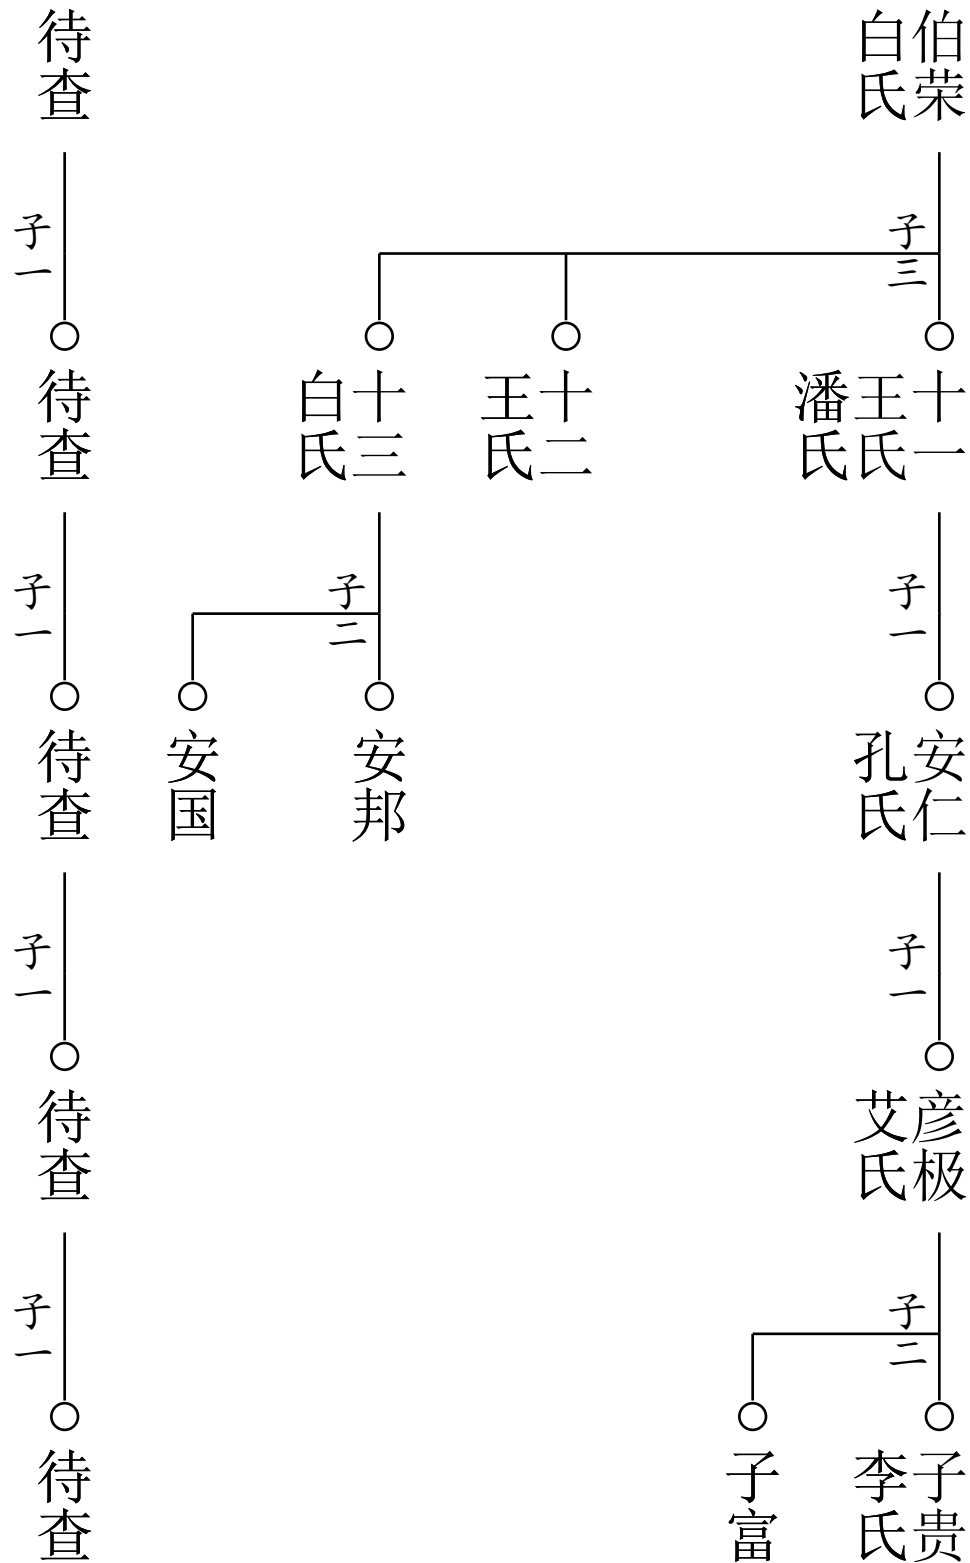 伯荣
白氏
待查
子三
子一
十一
王氏
潘氏
十二
王氏
十三
白氏
待查
子一
子二
子一
安仁
孔氏
安邦
安国
待查
子一
子一
彦极
艾氏
待查
子二
子一
子贵
李氏
子富
待查